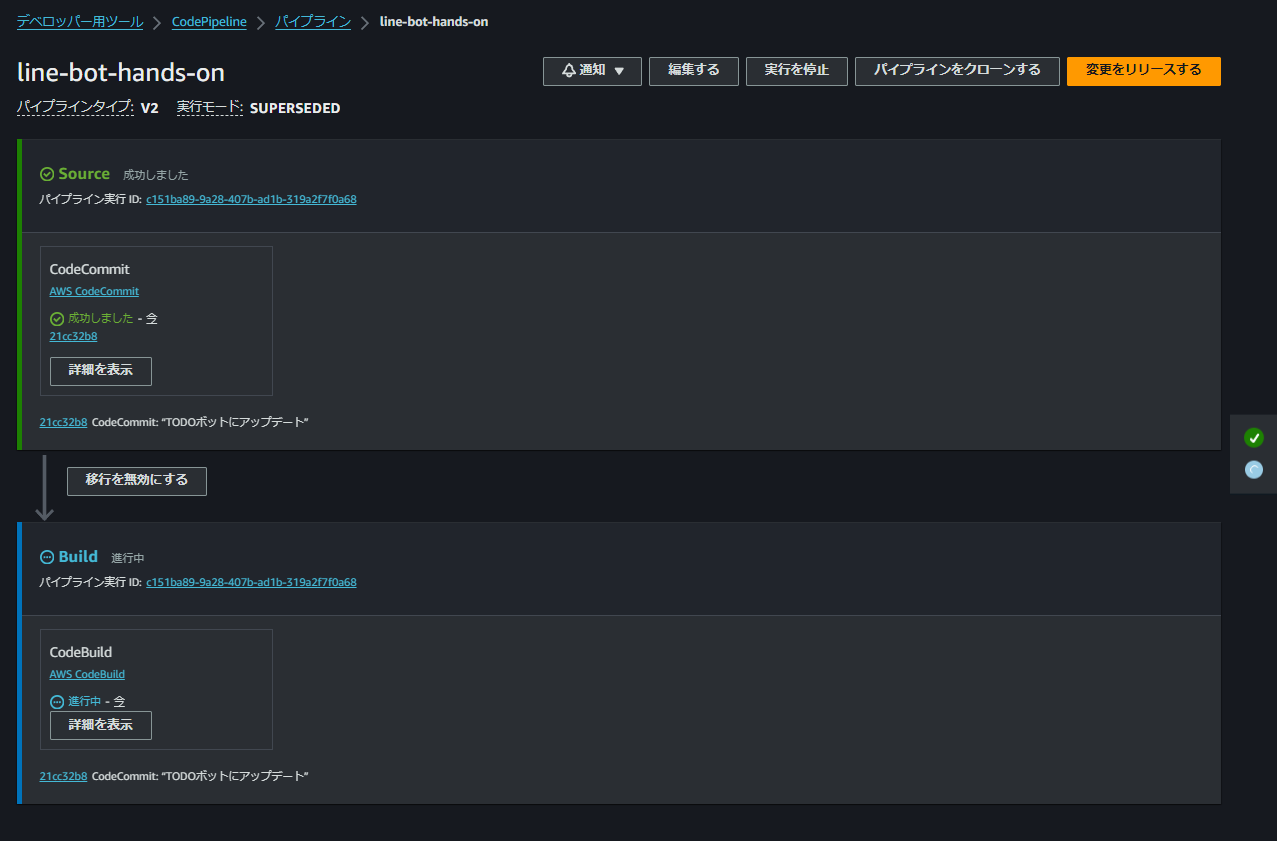 デベロッパー用ツール > CodePipeline > パイプライン > line-bot-hands-on
line-bot-hands-on
通知 ▼ 編集する 実行を停止 パイプラインをクローンする 変更をリリースする
パイプラインタイプ: V2 実行モード: SUPERSEDED
Source 成功しました
パイプライン実行 ID: c151ba89-9a28-407b-ad1b-319a2f7f0a68
CodeCommit
AWS CodeCommit
成功しました - 今
21cc32b8
詳細を表示
21cc32b8 CodeCommit: “TODOボットにアップデート”
移行を無効にする
Build 進行中
パイプライン実行 ID: c151ba89-9a28-407b-ad1b-319a2f7f0a68
CodeBuild
AWS CodeBuild
進行中 - 今
詳細を表示
21cc32b8 CodeCommit: “TODOボットにアップデート”